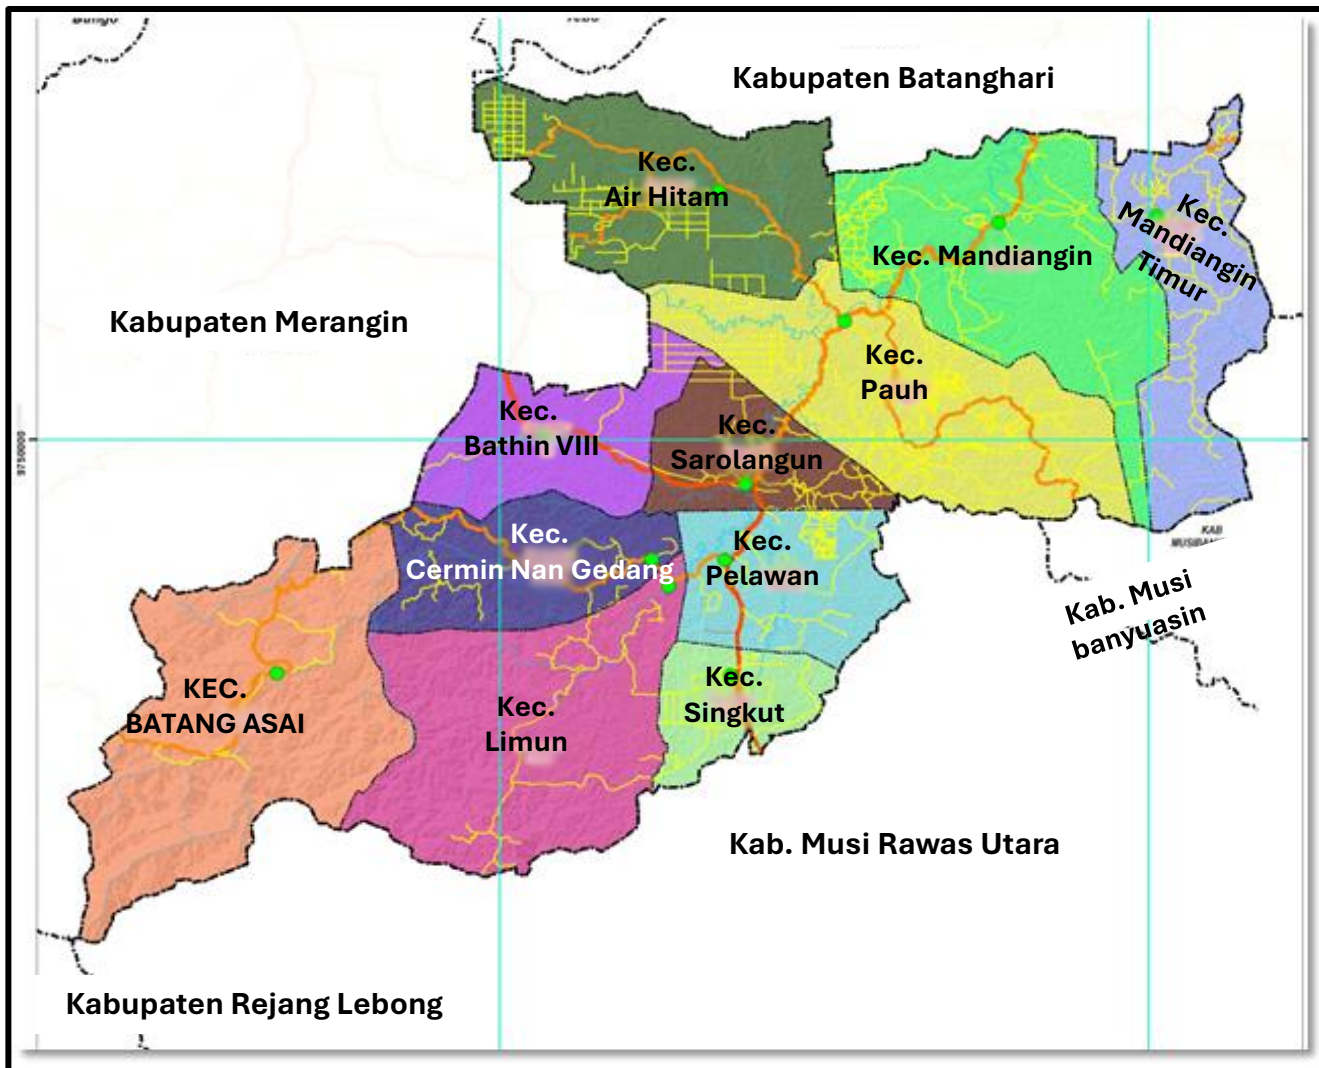 Kabupaten Batanghari
Kec.
Air Hitam
Kec.
Mandiangin
Timur
Kec. Mandiangin
Kabupaten Merangin
Kec.
Pauh
Kec.
Bathin VIII
Kec.
Sarolangun
9750000
Kec.
Cermin Nan Gedang
Kec.
Pelawan
KAB
Kab. Musi
banyuasin
KEC.
BATANG ASAI
Kec.
Limun
Kec.
Singkut
Kab. Musi Rawas Utara
Kabupaten Rejang Lebong